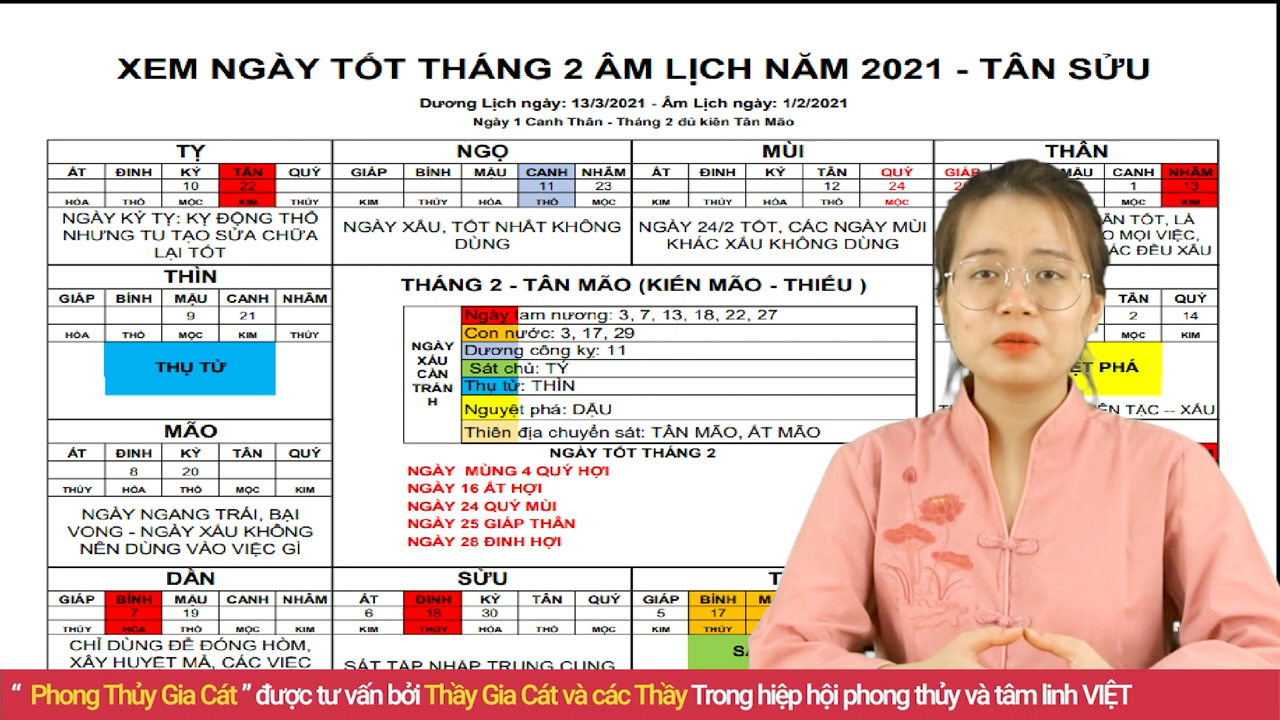 XEM NGÀY TỐT THÁNG 2 ÂM LỊCH NĂM 2021 - TÂN SỬU
Dương Lịch ngày: 13/3/2021 - Âm Lịch ngày: 1/2/2021
Ngày 1 Canh Thân - Tháng 2 đủ kiến Tân Mão
TỴ NGỌ MÙI THÂN
ẤT ĐINH KỶ TÂN QUÝ GIÁP BÍNH MẬU CANH NHÂM ẤT ĐINH KỶ TÂN QUÝ GIÁP MẬU CANH NHÂM
10 22 11 23 12 24 1 13
HỎA THỔ MỘC KIM THỦY KIM THỦY HỎA THỔ MỘC KIM THỦY HỎA THỔ MỘC MỘC KIM
NGÀY KỶ TỴ: KỴ ĐỘNG THỔ
NHƯNG TU TẠO SỬA CHỮA
LẠI TỐT
NGÀY XẤU, TỐT NHẤT KHÔNG
DÙNG
NGÀY 24/2 TỐT, CÁC NGÀY MÙI
KHÁC XẤU KHÔNG DÙNG
TỐT, LÀ
MỌI VIỆC,
ĐỀU XẤU
THÌN
GIÁP BÍNH MẬU CANH NHÂM
9 21
HỎA THỔ MỘC KIM THỦY
THỤ TỬ
THÁNG 2 - TÂN MÃO (KIẾN MÃO - THIẾU )
NGÀY
XẤU
CẦN
TRÁN
H
Ngày tam nương: 3, 7, 13, 18, 22, 27
Con nước: 3, 17, 29
Dương công kỵ: 11
Sát chủ: TÝ
Thụ tử: THÌN
Nguyệt phá: DẬU
Thiên địa chuyển sát: TÂN MÃO, ẤT MÃO
TÂN QUÝ
2 14
MỘC KIM
PHÁ
TẠC -- XẤU
MÃO
ẤT ĐINH KỶ TÂN QUÝ
8 20
THỦY HỎA THỔ MỘC KIM
NGÀY NGANG TRÁI, BẠI
VONG - NGÀY XẤU KHÔNG
NÊN DÙNG VÀO VIỆC GÌ
NGÀY TỐT THÁNG 2
NGÀY MÙNG 4 QUÝ HỢI
NGÀY 16 ẤT HỢI
NGÀY 24 QUÝ MÙI
NGÀY 25 GIÁP THÂN
NGÀY 28 ĐINH HỢI
DẦN SỬU
GIÁP BÍNH MẬU CANH NHÂM ẤT ĐINH KỶ TÂN QUÝ GIÁP BÍNH
7 19 6 18 30 5 17
THỦY HỎA THỔ MỘC KIM KIM THỦY HỎA THỔ MỘC KIM THỦY
CHỈ DÙNG ĐỂ ĐÓNG HÒM,
XÂY HUYỆT MẢ, CÁC VIỆC
SÁT TẬP NHẬP TRUNG CUNG
“ Phong Thủy Gia Cát ” được tư vấn bởi Thầy Gia Cát và các Thầy Trong hiệp hội phong thủy và tâm linh VIỆT